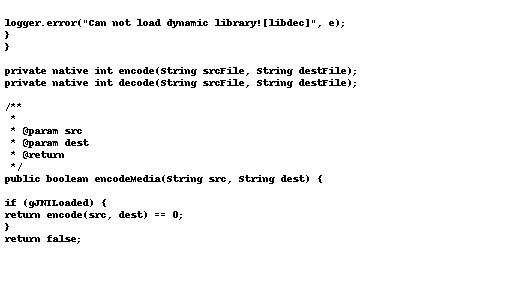 logger.error("Can not load dynamic library![libdec]", e);
}
}
private native int encode(String srcFile, String destFile);
private native int decode(String srcFile, String destFile);
/**
*
* @param src
* @param dest
* @return
*/
public boolean encodeMedia(String src, String dest) {
if (gJNILoaded) {
return encode(src, dest) == 0;
}
return false;